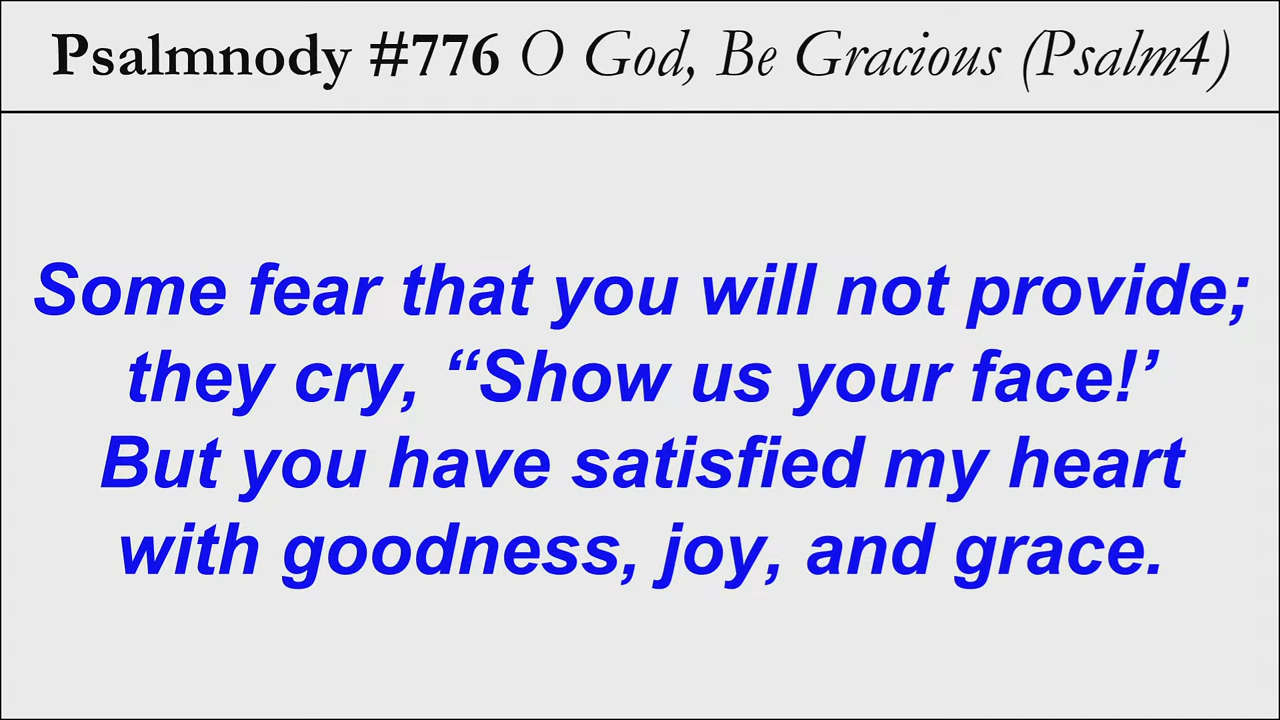 Psalmnody #776 O God, Be Gracious (Psalm4)
Some fear that you will not provide;
they cry, “Show us your face!’
But you have satisfied my heart
with goodness, joy, and grace.